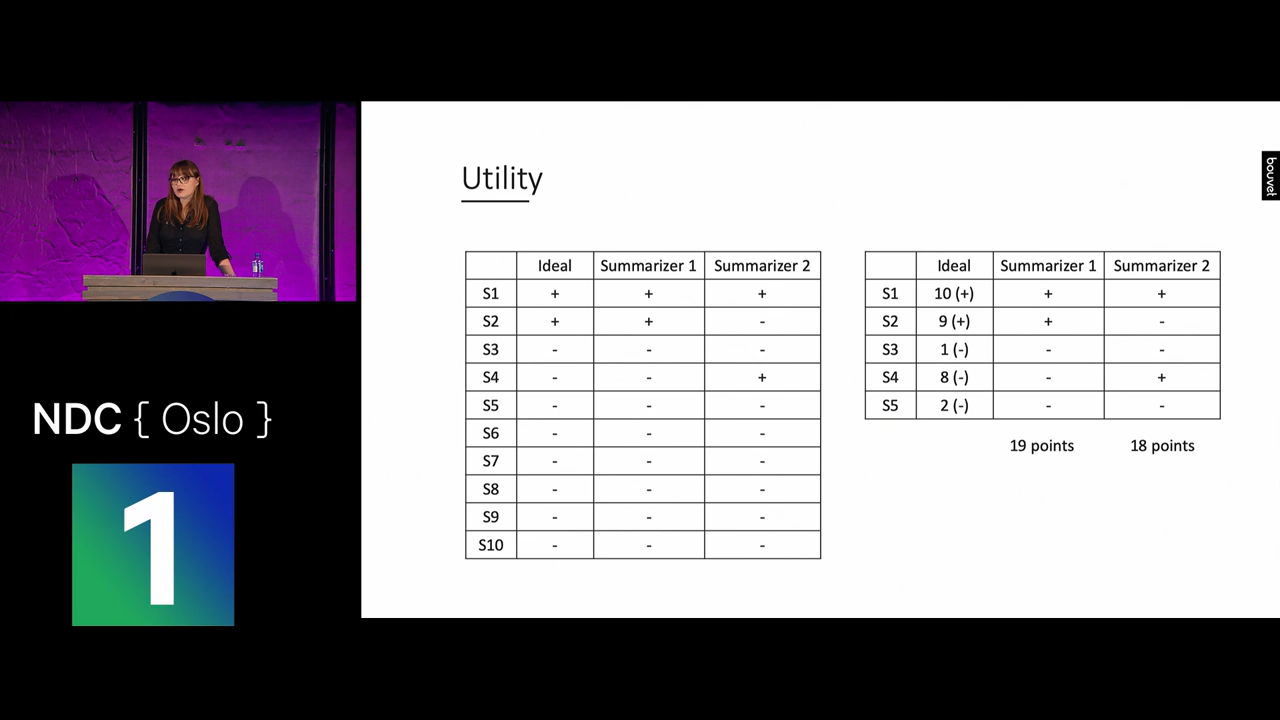 Utility
bouvet
Ideal Summarizer 1 Summarizer 2
S1 + + +
S2 + + -
S3 - - -
S4 - - +
S5 - - -
S6 - - -
S7 - - -
S8 - - -
S9 - - -
S10 - - -
Ideal Summarizer 1 Summarizer 2
S1 10 (+) + +
S2 9 (+) + -
S3 1 (-) - -
S4 8 (-) - +
S5 2 (-) - -
19 points 18 points
NDC { Oslo }
1